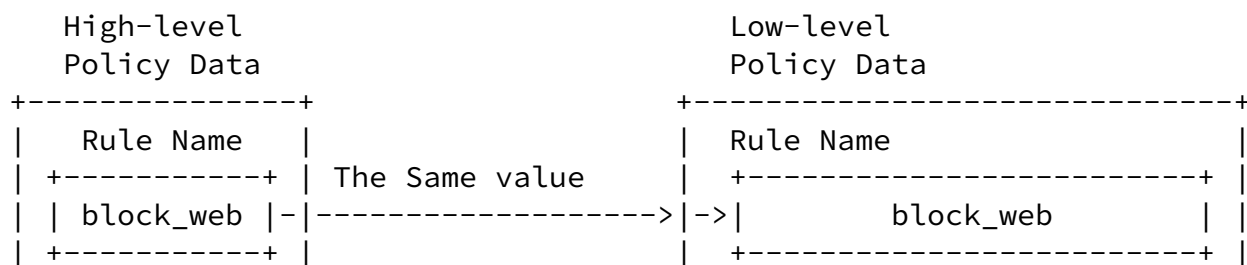 High-level                          Low-level
   Policy Data                         Policy Data
+---------------+                    +------------------------------+
|   Rule Name   |                    |  Rule Name                   |
| +-----------+ | The Same value     |  +-------------------------+ |
| | block_web |-|------------------->|->|        block_web        | |
| +-----------+ |                    |  +-------------------------+ |